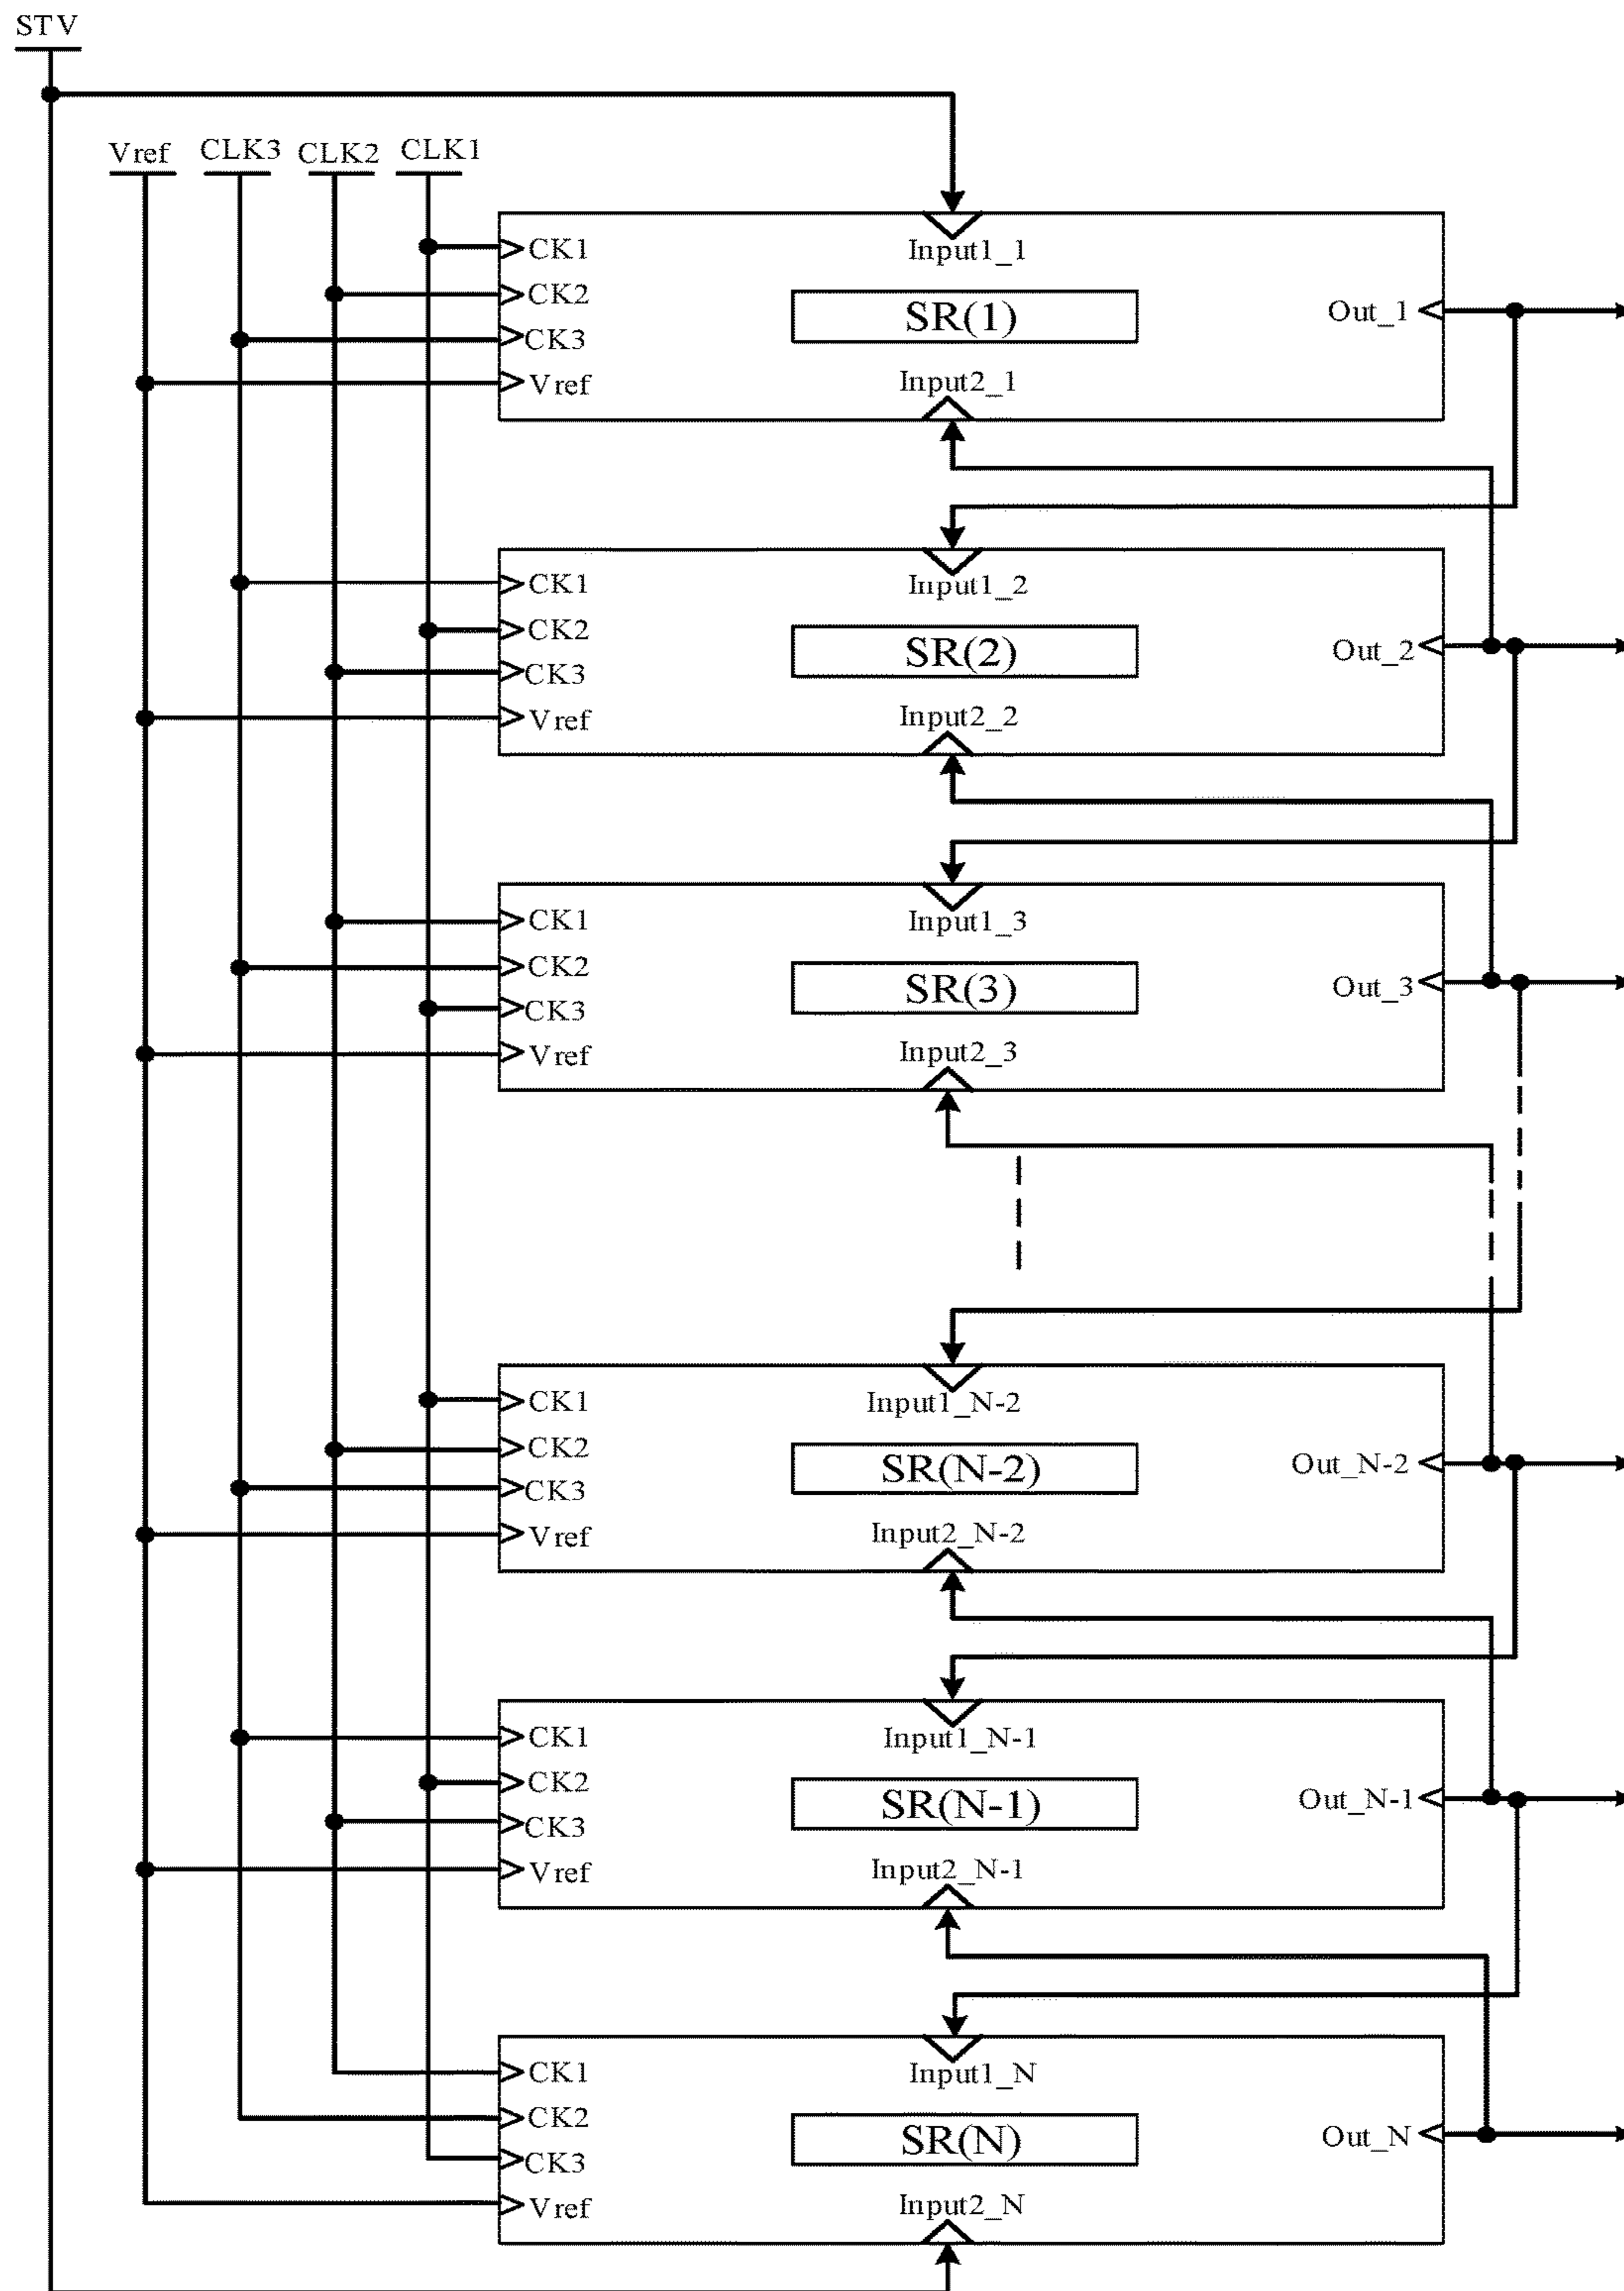 STV
Vref CLK3 CLK2 CLK1
Input1_1
CK1
CK2
SR(1)
Out_1
CK3
Vref
Input2_1
Input1_2
CK1
CK2
SR(2)
Out_2
CK3
Vref
Input2_2
Input1_3
CK1
CK2
SR(3)
Out_3
CK3
Vref
Input2_3
Input1_N-2
CK1
CK2
SR(N-2)
Out_N-2
CK3
Vref
Input2_N-2
Input1_N-1
CK1
CK2
SR(N-1)
Out_N-1
CK3
Vref
Input2_N-1
Input1_N
CK1
CK2
SR(N)
Out_N
CK3
Vref
Input2_N